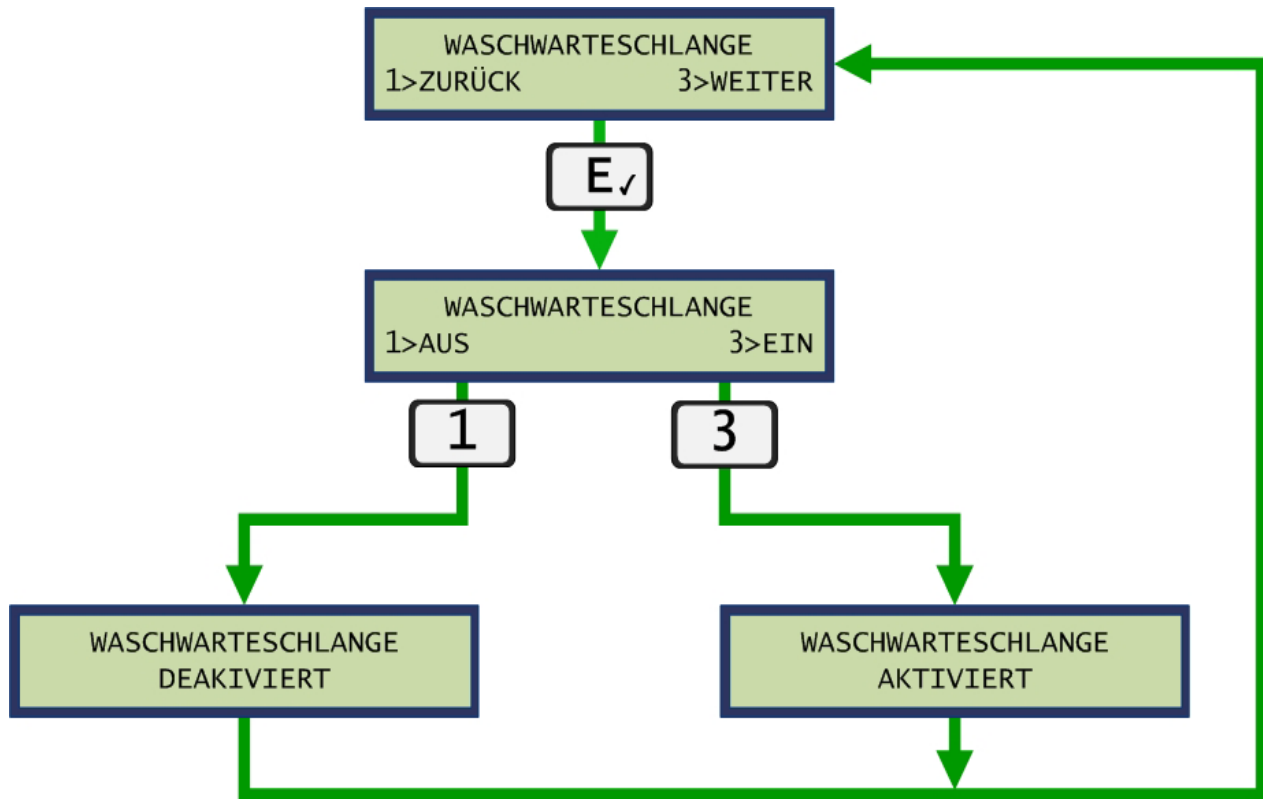 WASCHWARTESCHLANGE
1>ZURÜCK 3>WEITER
E✓
WASCHWARTESCHLANGE
1>AUS 3>EIN
1 3
WASCHWARTESCHLANGE
DEAKIVIERT
WASCHWARTESCHLANGE
AKTIVIERT